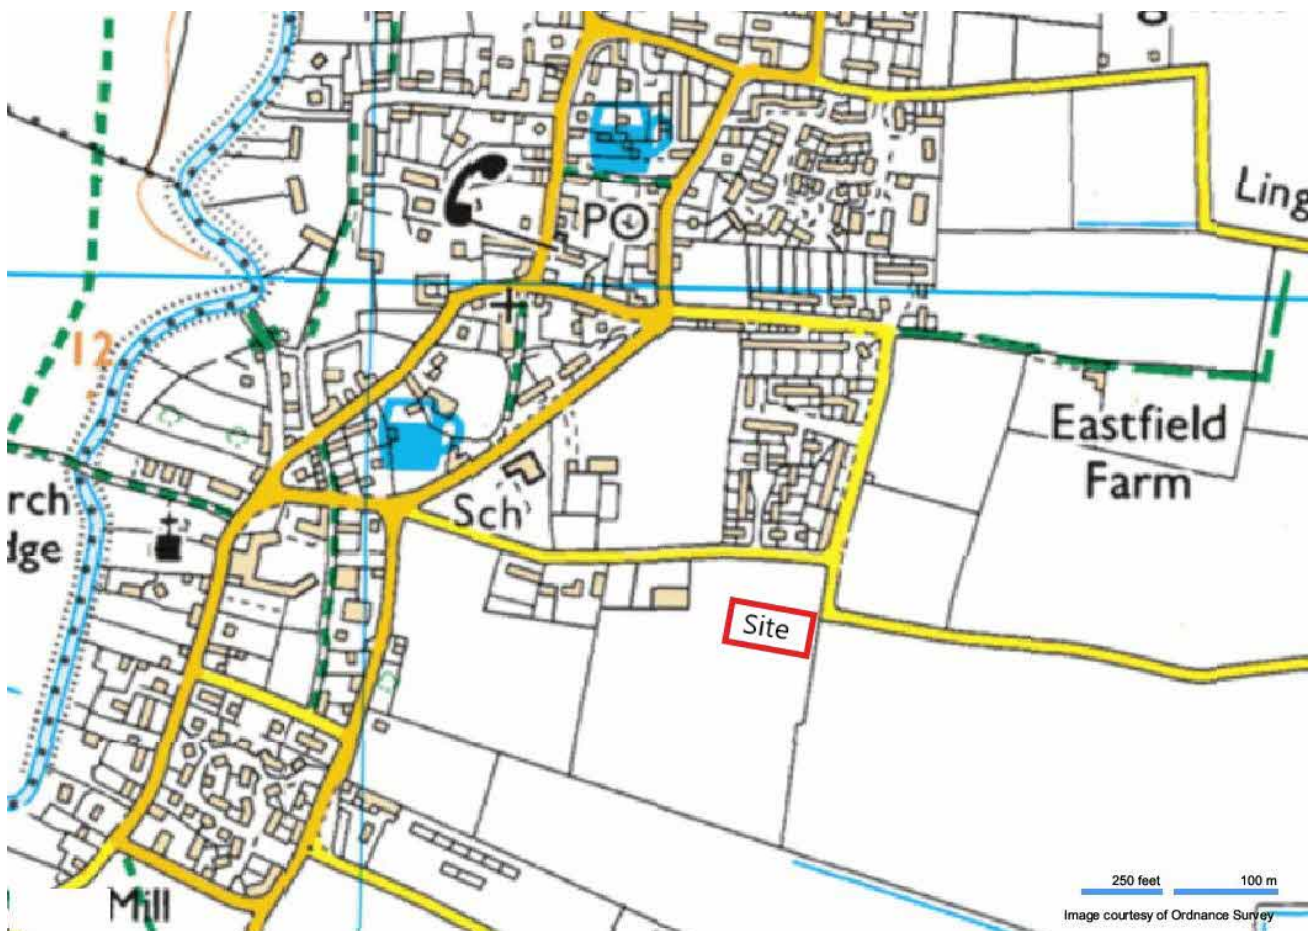 Ling
PO
12
Eastfield
Farm
Sch
rch
dge
Site
Mill
250 feet
100 m
Image courtesy of Ordnance Survey